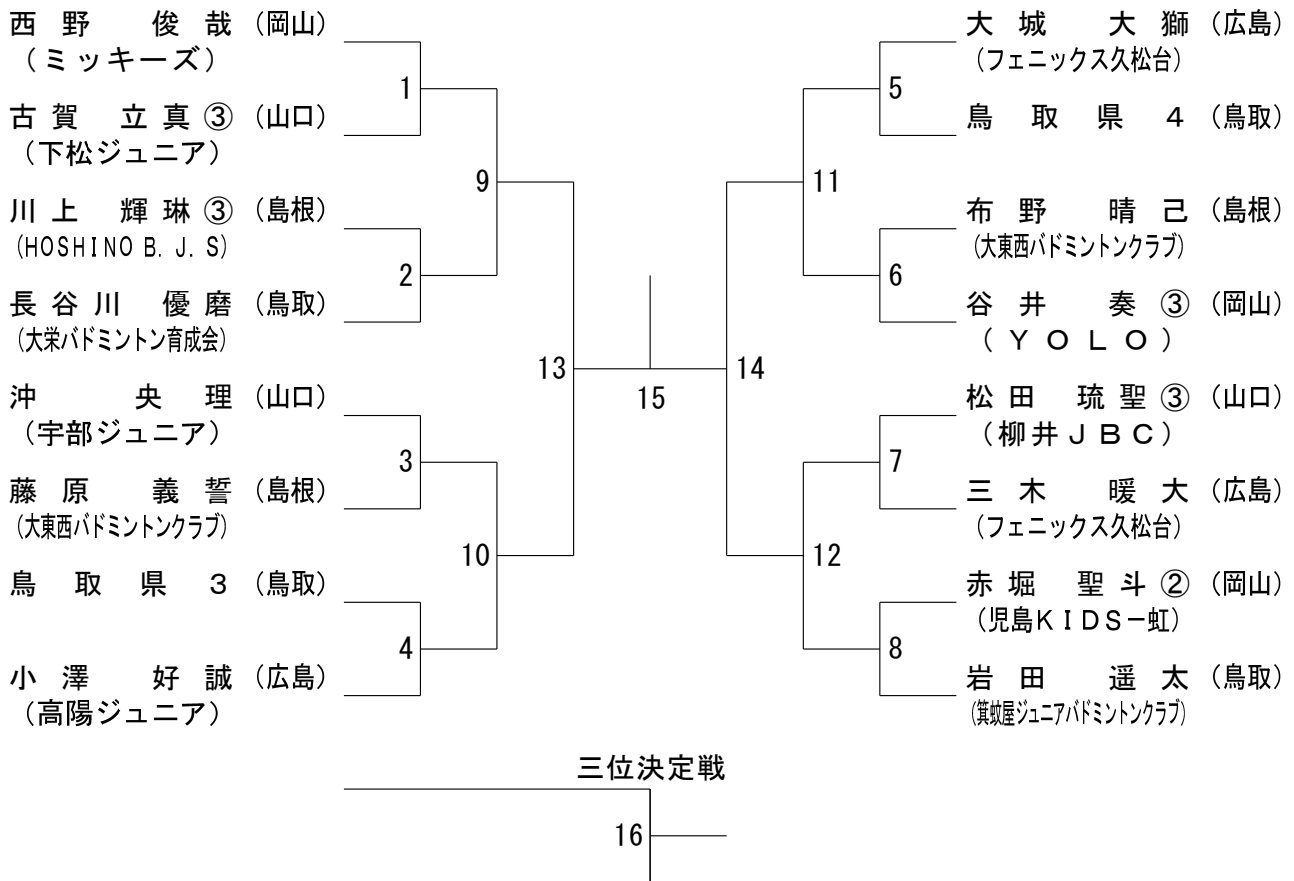 西野 俊哉 (岡山)
(ミッキーズ)
1
古賀 立真 ③ (山口)
(下松ジュニア)
9
川上 輝琳 ③ (島根)
(HOSHINO B. J. S)
2
長谷川 優磨 (鳥取)
(大栄バドミントン育成会)
13
沖 央理 (山口)
(宇部ジュニア)
3
藤原 義誓 (島根)
(大東西バドミントンクラブ)
10
鳥取県3 (鳥取)
4
小澤 好誠 (広島)
(高陽ジュニア)
15
大城 大獅 (広島)
(フェニックス久松台)
5
鳥取県4 (鳥取)
11
布野 晴己 (島根)
(大東西バドミントンクラブ)
6
谷井 奏 ③ (岡山)
(YOLO)
14
松田 琉聖 ③ (山口)
(柳井JBC)
7
三木 暖大 (広島)
(フェニックス久松台)
12
赤堀 聖斗 ② (岡山)
(児島KIDS-虹)
8
岩田 遥太 (鳥取)
(箕蚊屋ジュニアバドミントンクラブ)
三位決定戦
16